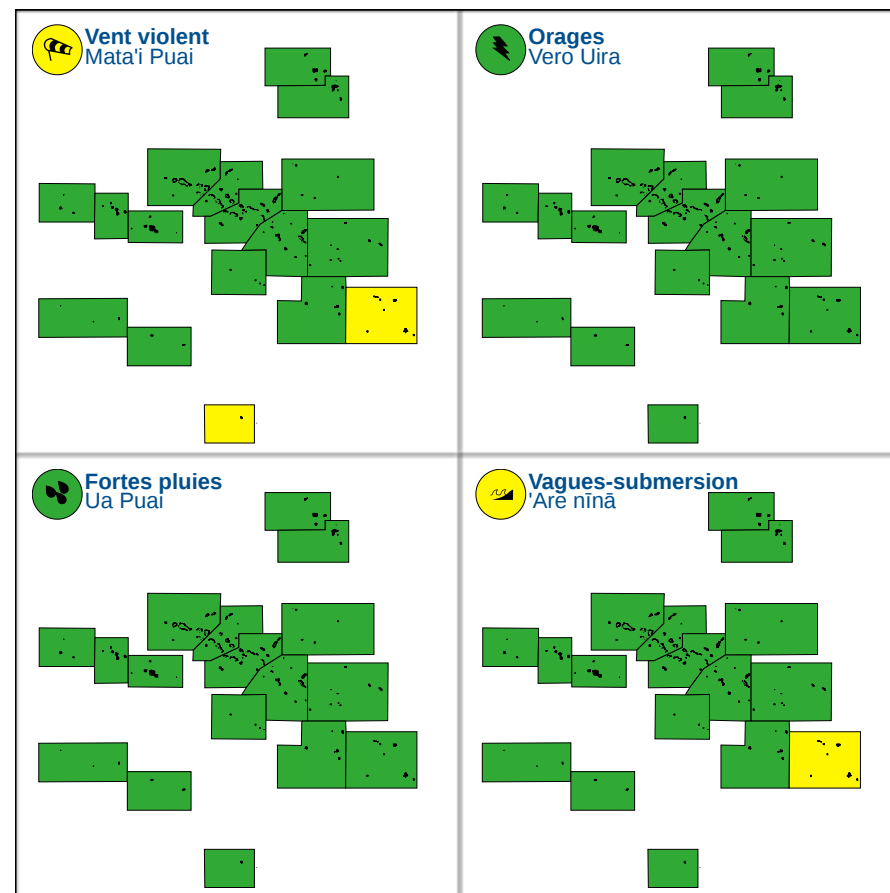 Vent violent
Mata'i Puai
Orages
Vero Uira
Fortes pluies
Ua Puai
Vagues-submersion
'Are nīnā